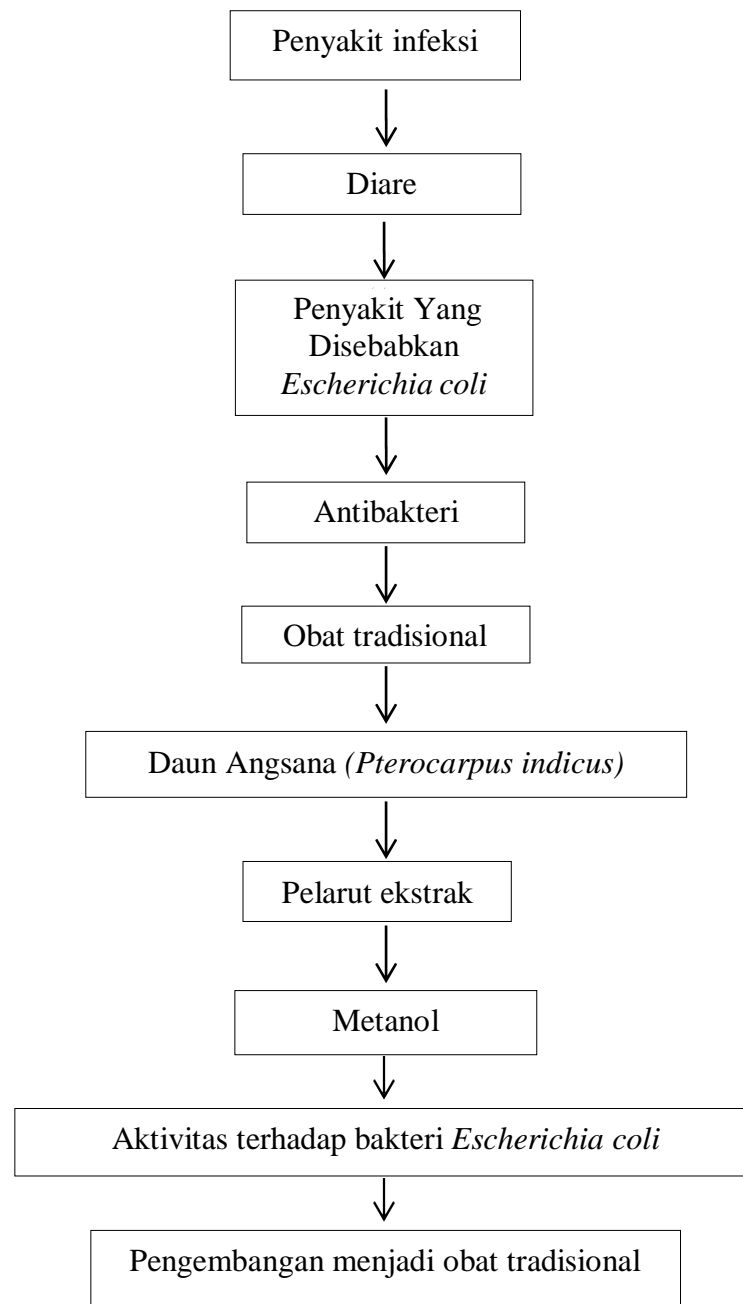 Penyakit infeksi
Diare
Penyakit Yang
Disebabkan
Escherichia coli
Antibakteri
Obat tradisional
Daun Angsana (Pterocarpus indicus)
Pelarut ekstrak
Metanol
Aktivitas terhadap bakteri Escherichia coli
Pengembangan menjadi obat tradisional